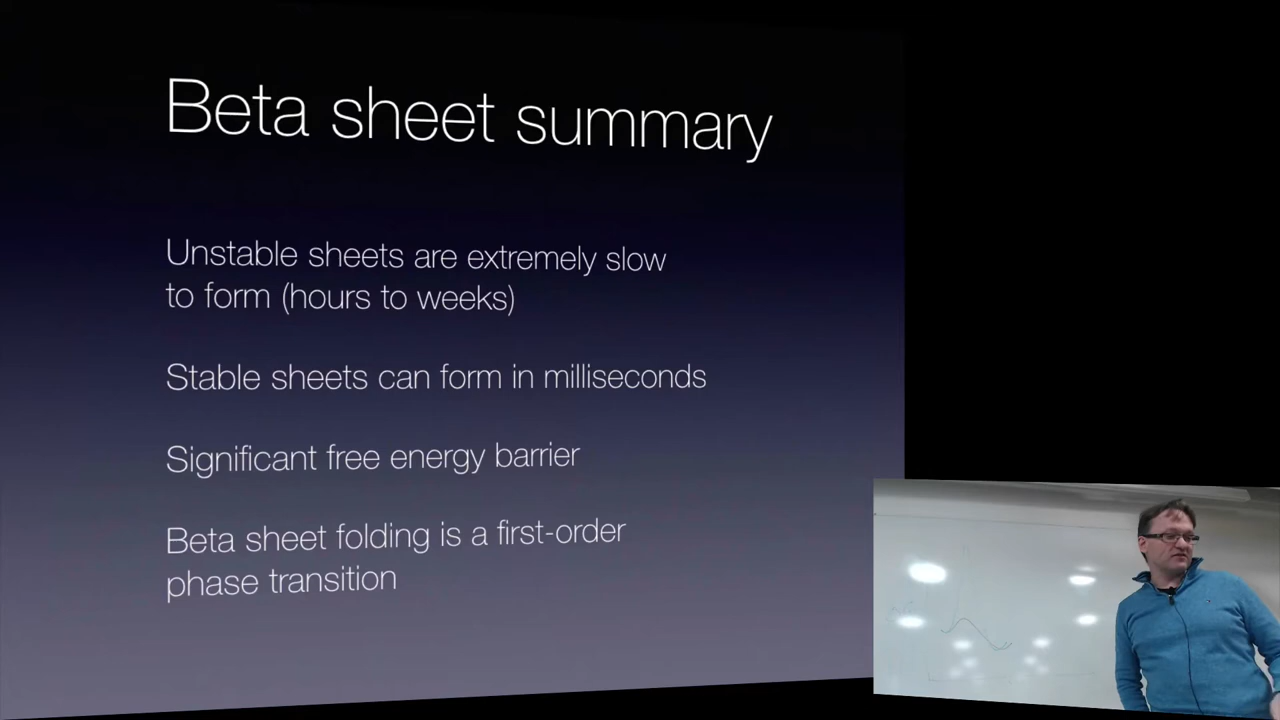 Beta sheet summary
Unstable sheets are extremely slow
to form (hours to weeks)
Stable sheets can form in milliseconds
Significant free energy barrier
Beta sheet folding is a first-order
phase transition